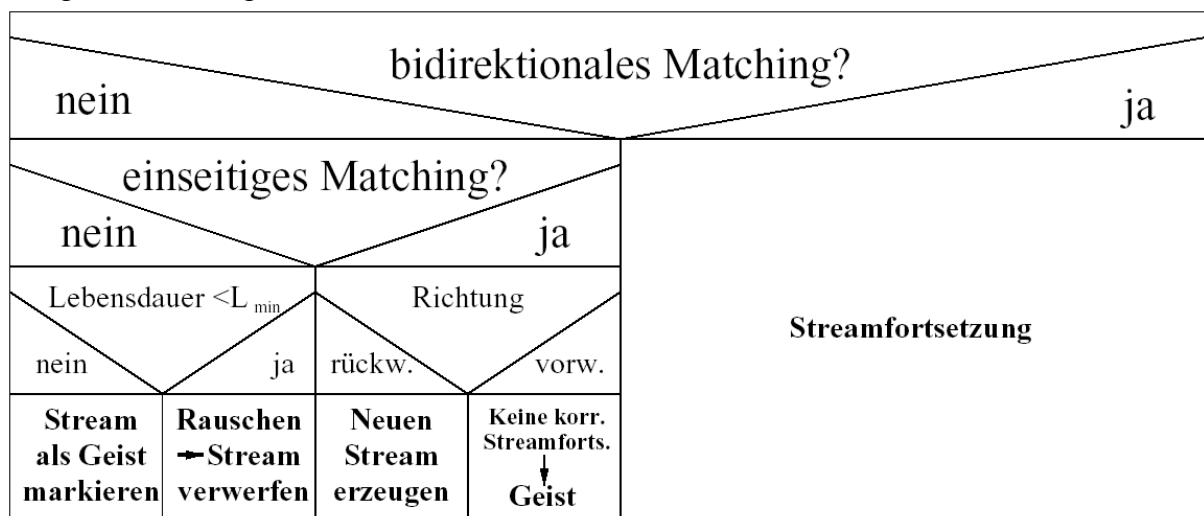 bidirektionales Matching?
nein
ja
einseitiges Matching?
nein
ja
Lebensdauer <L min
Richtung
nein
ja
rückw.
vorw.
Streamfortsetzung
Stream
als Geist
markieren
Rauschen
→Stream
verwerfen
Neuen
Stream
erzeugen
Keine korr.
Streamforts.
↓
Geist